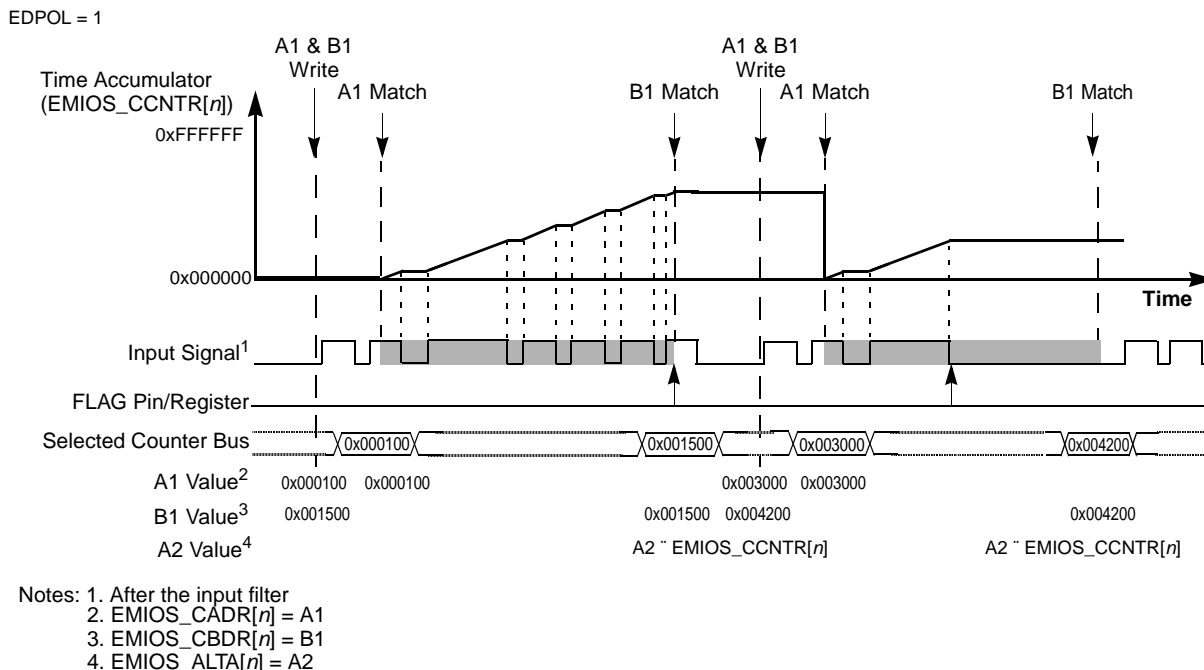 EDPOL = 1
A1 & B1
Write
A1 & B1
Write
Time Accumulator
(EMIOS_CCNTR[n])
A1 Match
B1 Match
A1 Match
B1 Match
0xFFFFFF
0x000000
Time
Input Signal1
FLAG Pin/Register
Selected Counter Bus
0x000100
0x001500
0x003000
0x004200
A1 Value2
0x000100
0x000100
0x003000
0x003000
B1 Value3
0x001500
0x001500
0x004200
0x004200
A2 Value4
A2 ¨ EMIOS_CCNTR[n]
A2 ¨ EMIOS_CCNTR[n]
Notes: 1. After the input filter
2. EMIOS_CADR[n] = A1
3. EMIOS_CBDR[n] = B1
4. EMIOS_ALTA[n] = A2